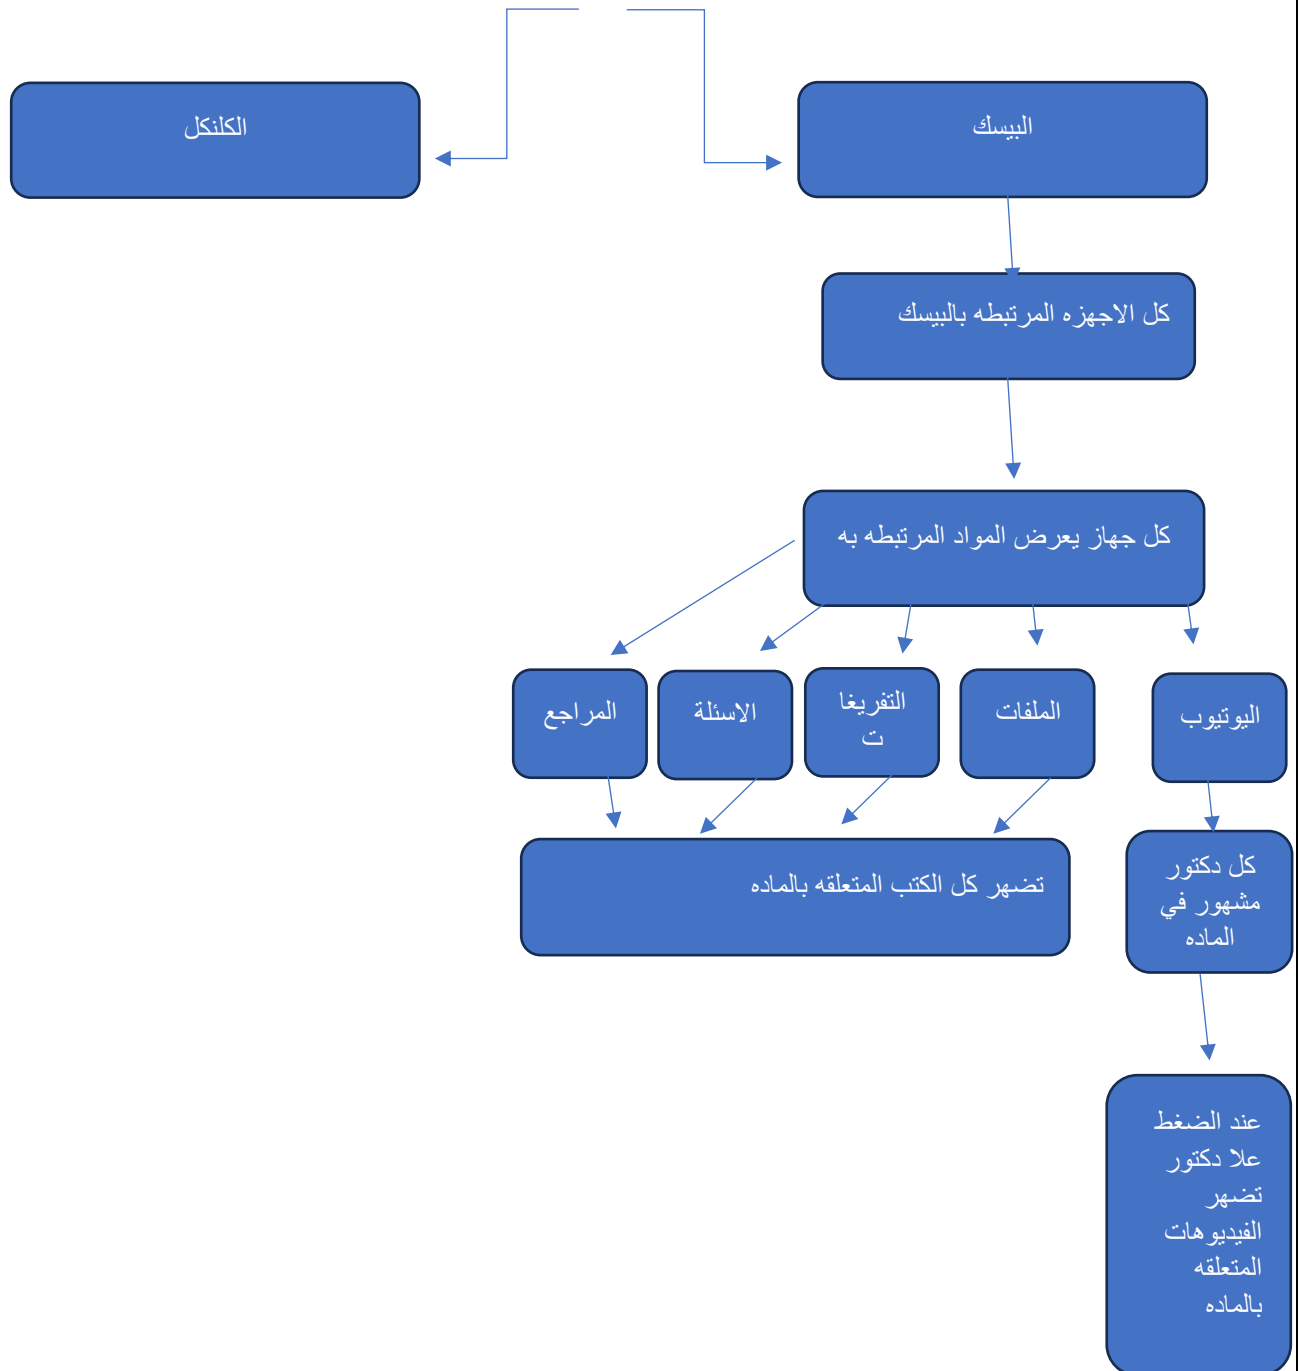 البيسك
الكلنكل
كل الاجهزه المرتبطه بالبيسك
كل جهاز يعرض المواد المرتبطه به
اليوتيوب
الملفات
التفريغا
ت
الاسئلة
المراجع
تضهر كل الكتب المتعلقه بالماده
كل دكتور
مشهور في
الماده
عند الضغط
علا دكتور
تضهر
الفيديوهات
المتعلقه
بالماده